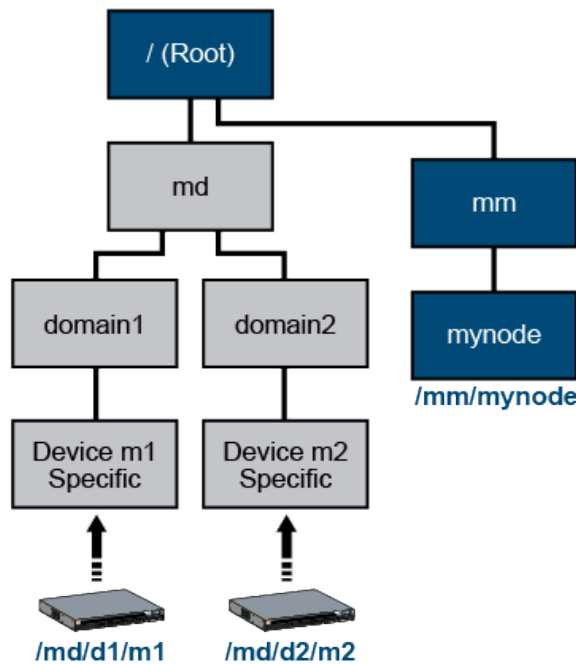 / (Root)
md
mm
domain1
domain2
mynode
/mm/mynode
Device m1
Specific
Device m2
Specific
/md/d1/m1
/md/d2/m2